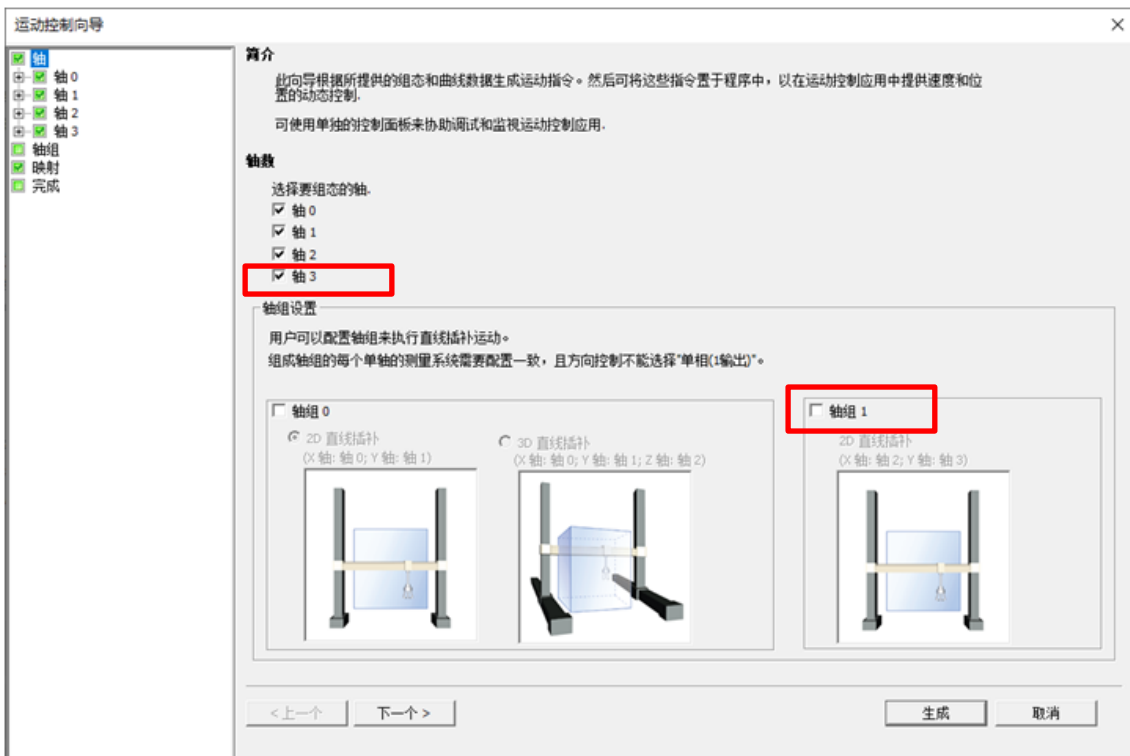 运动控制向导
轴
轴 0
轴 1
轴 2
轴 3
轴组
映射
完成
简介
此向导根据所提供的组态和曲线数据生成运动指令。然后可将这些指令置于程序中，以在运动控制应用中提供速度和位
置的动态控制.
可使用单独的控制面板来协助调试和监视运动控制应用.
轴数
选择要组态的轴.
轴 0
轴 1
轴 2
轴 3
轴组设置
用户可以配置轴组来执行直线插补运动。
组成轴组的每个单轴的测量系统需要配置一致，且方向控制不能选择"单相(1输出)"。
轴组 0
2D 直线插补
(X 轴: 轴 0; Y 轴: 轴 1)
3D 直线插补
(X 轴: 轴 0; Y 轴: 轴 1; Z 轴: 轴 2)
轴组 1
2D 直线插补
(X 轴: 轴 2; Y 轴: 轴 3)
<上一个
下一个 >
生成
取消